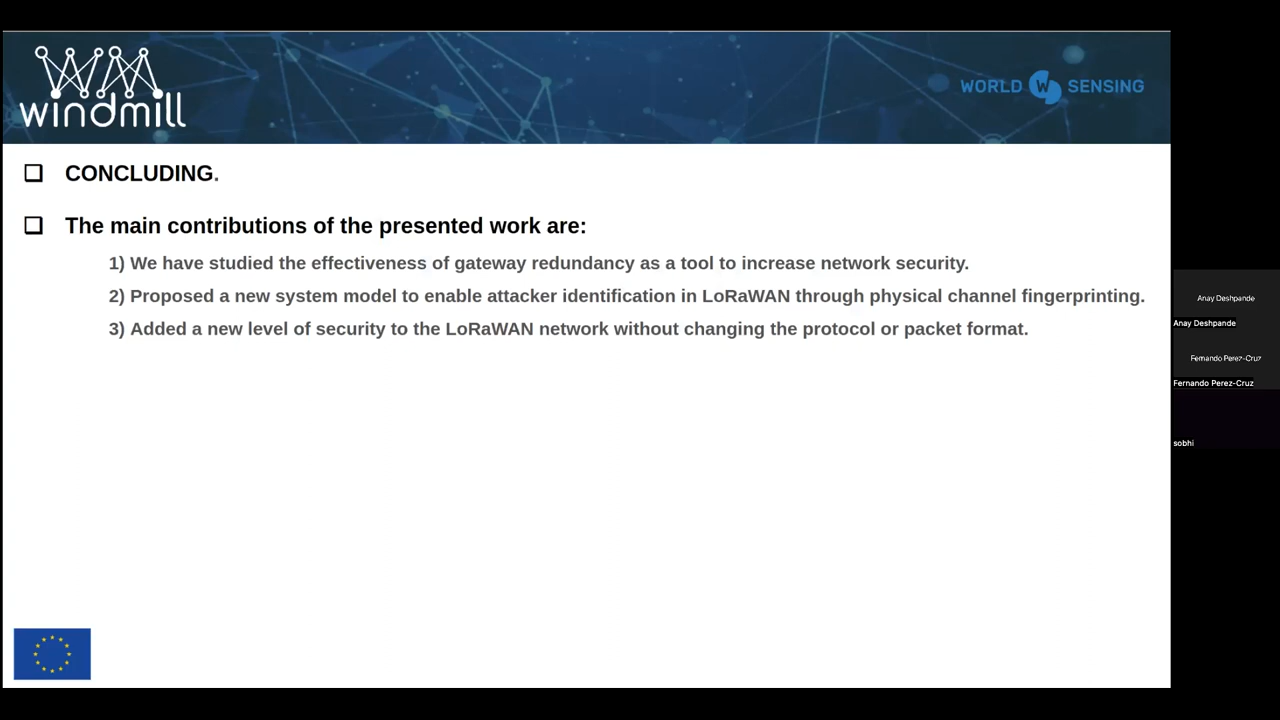 WM
windmill
WORLD W SENSING
CONCLUDING.
The main contributions of the presented work are:
1) We have studied the effectiveness of gateway redundancy as a tool to increase network security.
2) Proposed a new system model to enable attacker identification in LoRaWAN through physical channel fingerprinting.
3) Added a new level of security to the LoRaWAN network without changing the protocol or packet format.
Anay Deshpande
Anay Deshpande
Fernando Perez-Cruz
Fernando Perez-Cruz
sobhi